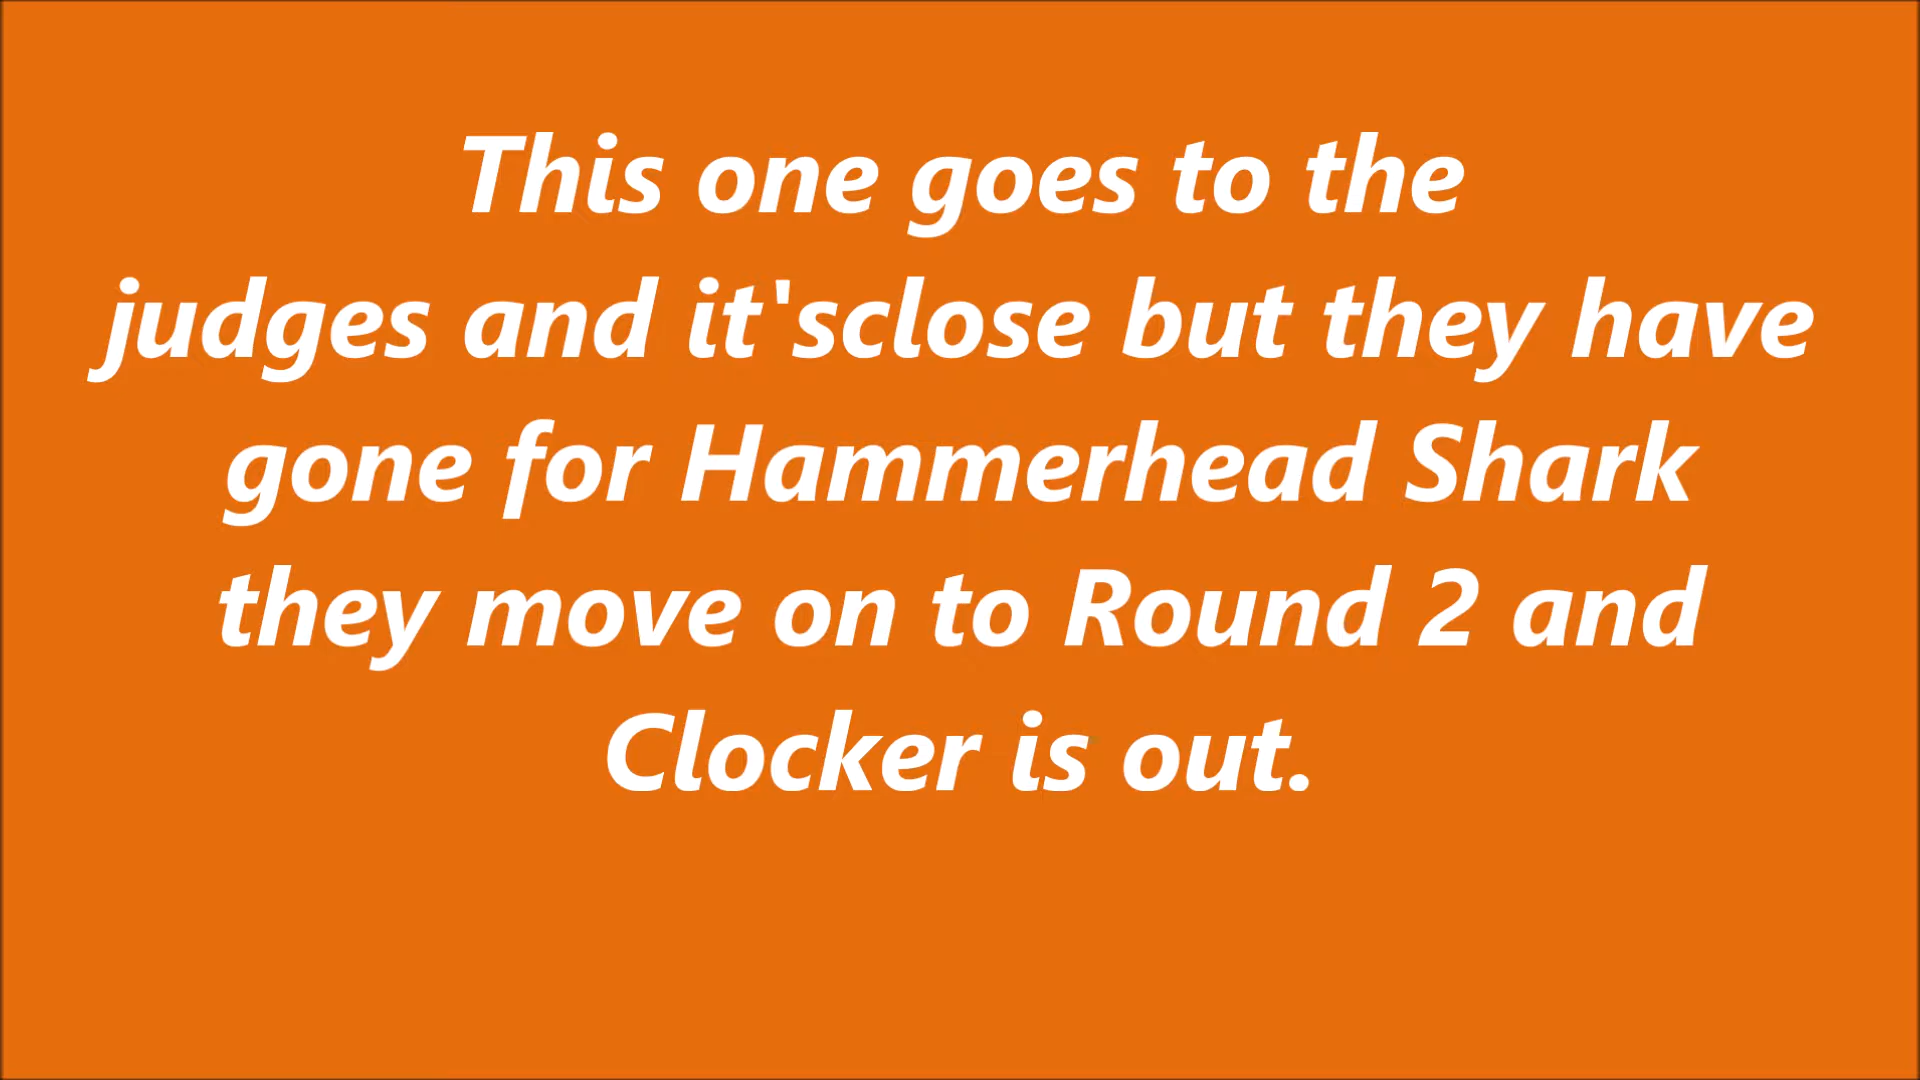 This one goes to the
judges and it'sclose but they have
gone for Hammerhead Shark
they move on to Round 2 and
Clocker is out.